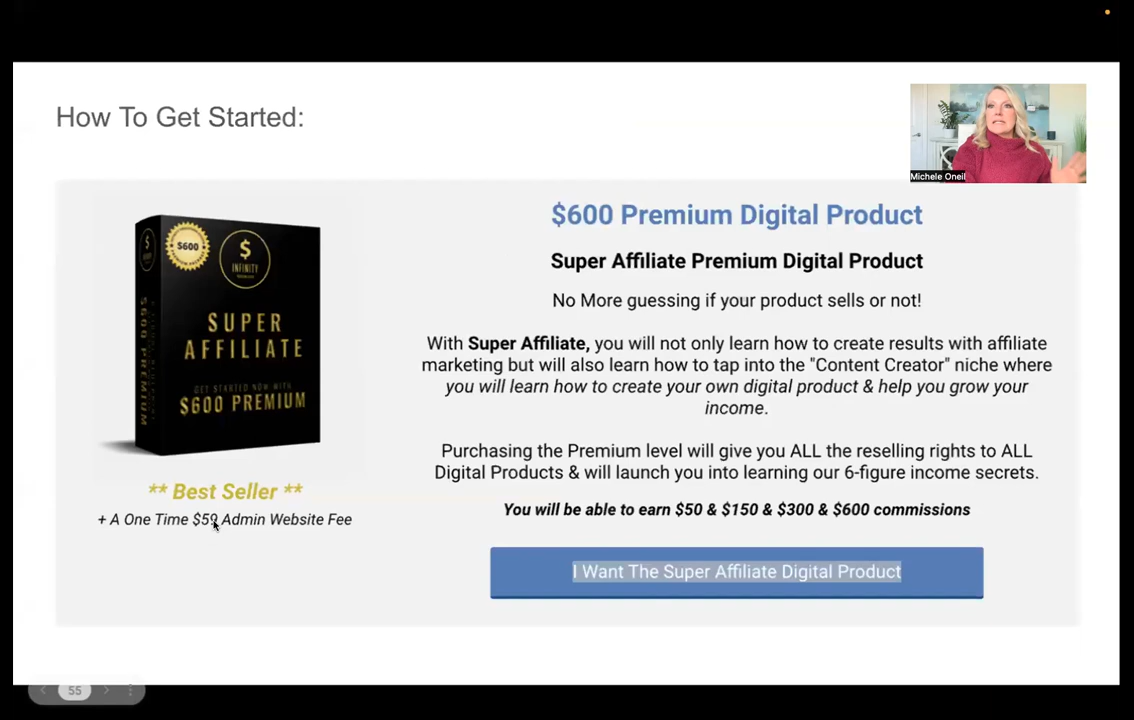 How To Get Started:
Michele Oneil
$600 Premium Digital Product
Super Affiliate Premium Digital Product
No More guessing if your product sells or not!
With Super Affiliate, you will not only learn how to create results with affiliate
marketing but will also learn how to tap into the "Content Creator" niche where
you will learn how to create your own digital product & help you grow your
income.
Purchasing the Premium level will give you ALL the reselling rights to ALL
Digital Products & will launch you into learning our 6-figure income secrets.
You will be able to earn $50 & $150 & $300 & $600 commissions
I Want The Super Affiliate Digital Product
$600
$
INFINITY
SUPER
AFFILIATE
GET STARTED NOW WITH
$600 PREMIUM
$600 PREMIUM
** Best Seller **
+ A One Time $59 Admin Website Fee
55